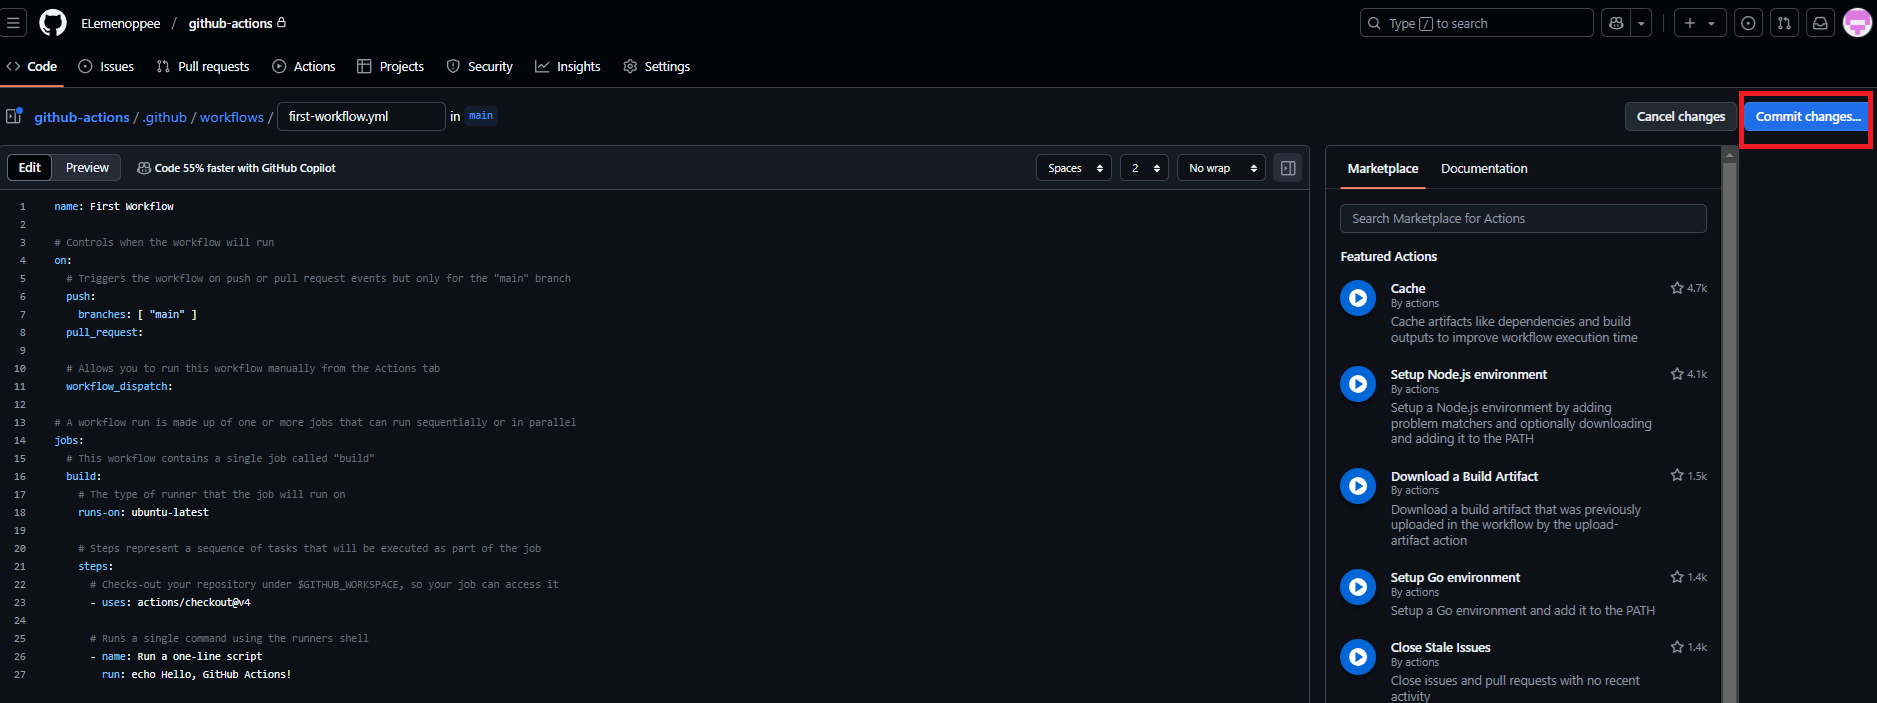 ELemenoppee / github-actions
Type / to search
Code Issues Pull requests Actions Projects Security Insights Settings
github-actions / .github / workflows / first-workflow.yml in main
Cancel changes Commit changes...
Edit Preview Code 55% faster with GitHub Copilot
Spaces 2 No wrap
1 name: First Workflow
2
3 # Controls when the workflow will run
4 on:
5 # Triggers the workflow on push or pull request events but only for the "main" branch
6 push:
7 branches: [ "main" ]
8 pull_request:
9
10 # Allows you to run this workflow manually from the Actions tab
11 workflow_dispatch:
12
13 # A workflow run is made up of one or more jobs that can run sequentially or in parallel
14 jobs:
15 # This workflow contains a single job called "build"
16 build:
17 # The type of runner that the job will run on
18 runs-on: ubuntu-latest
19
20 # Steps represent a sequence of tasks that will be executed as part of the job
21 steps:
22 # Checks-out your repository under $GITHUB_WORKSPACE, so your job can access it
23 - uses: actions/checkout@v4
24
25 # Runs a single command using the runners shell
26 - name: Run a one-line script
27 run: echo Hello, GitHub Actions!
Marketplace Documentation
Search Marketplace for Actions
Featured Actions
Cache 4.7k
By actions
Cache artifacts like dependencies and build
outputs to improve workflow execution time
Setup Node.js environment 4.1k
By actions
Setup a Node.js environment by adding
problem matchers and optionally downloading
and adding it to the PATH
Download a Build Artifact 1.5k
By actions
Download a build artifact that was previously
uploaded in the workflow by the upload-
artifact action
Setup Go environment 1.4k
By actions
Setup a Go environment and add it to the PATH
Close Stale Issues 1.4k
By actions
Close issues and pull requests with no recent
activity